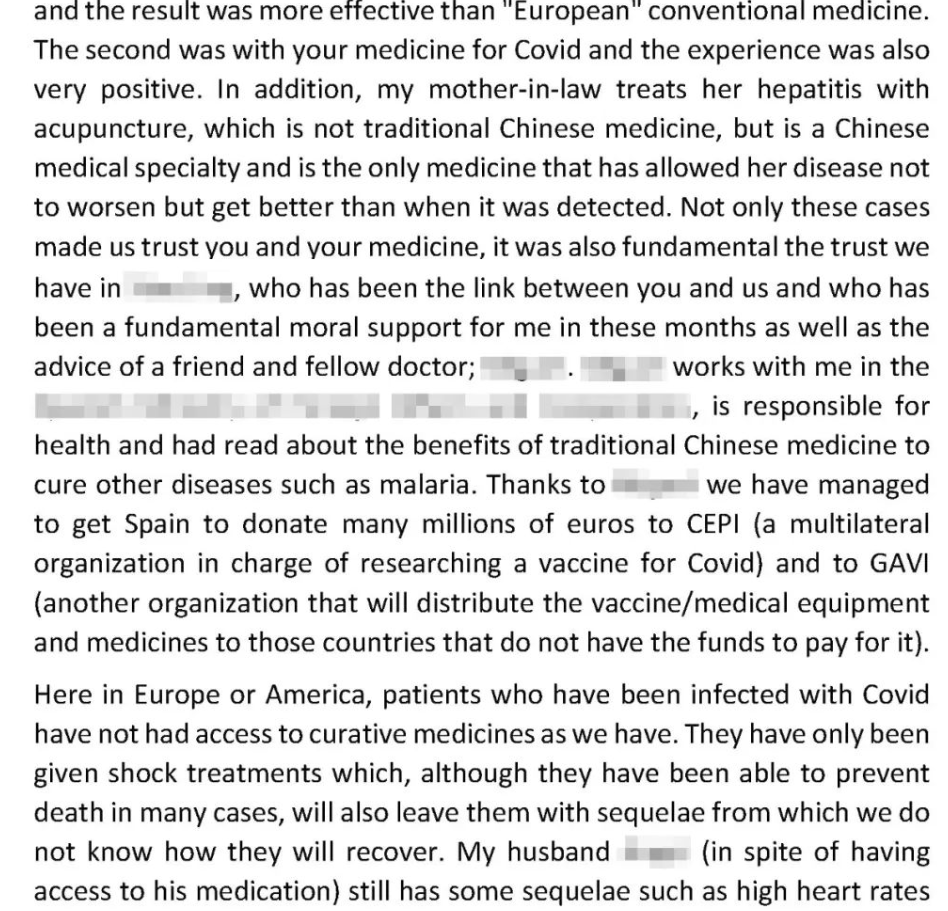 and the result was more effective than "European" conventional medicine.
The second was with your medicine for Covid and the experience was also
very positive. In addition, my mother-in-law treats her hepatitis with
acupuncture, which is not traditional Chinese medicine, but is a Chinese
medical specialty and is the only medicine that has allowed her disease not
to worsen but get better than when it was detected. Not only these cases
made us trust you and your medicine, it was also fundamental the trust we
have in , who has been the link between you and us and who has
been a fundamental moral support for me in these months as well as the
advice of a friend and fellow doctor; . works with me in the
, is responsible for
health and had read about the benefits of traditional Chinese medicine to
cure other diseases such as malaria. Thanks to we have managed
to get Spain to donate many millions of euros to CEPI (a multilateral
organization in charge of researching a vaccine for Covid) and to GAVI
(another organization that will distribute the vaccine/medical equipment
and medicines to those countries that do not have the funds to pay for it).
Here in Europe or America, patients who have been infected with Covid
have not had access to curative medicines as we have. They have only been
given shock treatments which, although they have been able to prevent
death in many cases, will also leave them with sequelae from which we do
not know how they will recover. My husband (in spite of having
access to his medication) still has some sequelae such as high heart rates